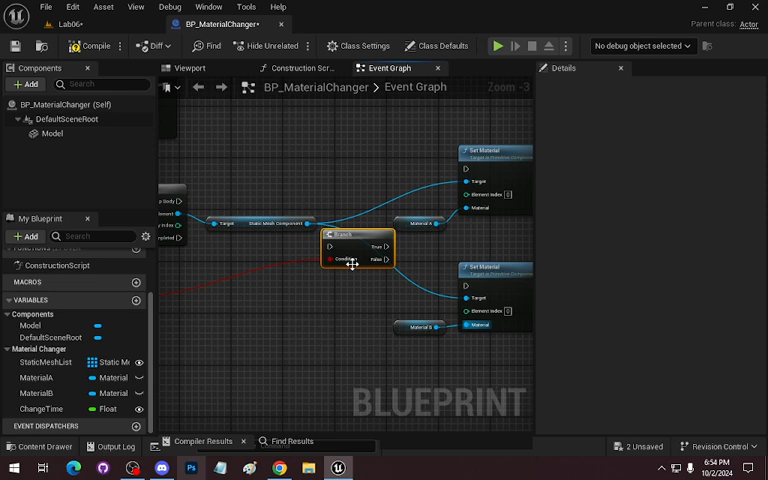 File Edit Asset View Debug Window Tools Help
Lab06•
BP_MaterialChanger•
Parent class: Actor
Compile Diff Find Hide Unrelated Class Settings Class Defaults No debug object selected
Components
Viewport Construction Scr... Event Graph Details
Add Search
BP_MaterialChanger > Event Graph Zoom -3
BP_MaterialChanger (Self)
DefaultSceneRoot
Model
Set Material
Target
Element Index 0
Material
p Body
Target Static Mesh Component
Material A
Branch
True
Condition False
Set Material
Target
Element Index 0
Material B
Material
My Blueprint
Add Search
ConstructionScript
MACROS
VARIABLES
Components
Model
DefaultSceneRoot
Material Changer
StaticMeshList Static Me
MaterialA Material
MaterialB Material
ChangeTime Float
EVENT DISPATCHERS
BLUEPRINT
Compiler Results Find Results
Content Drawer Output Log 2 Unsaved Revision Control
6:54 PM
10/2/2024